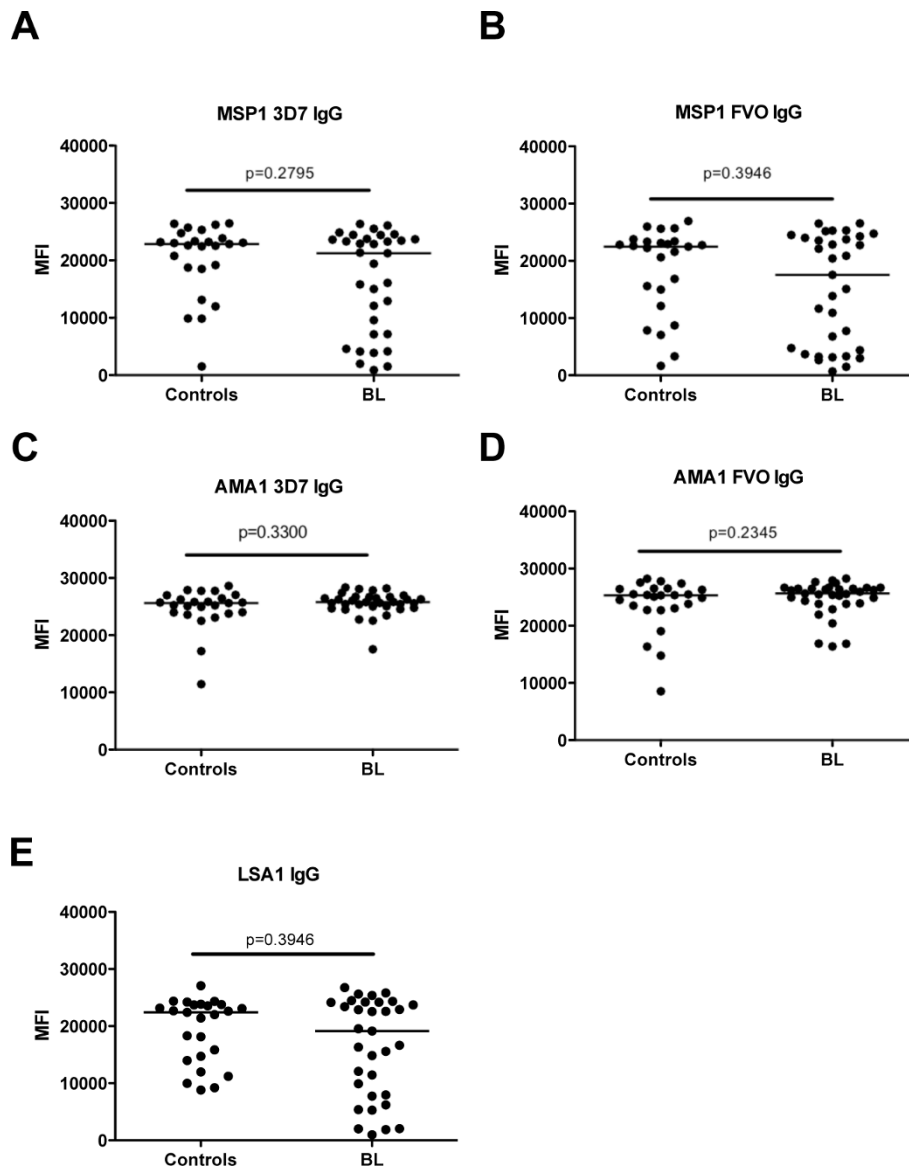 A
B
MSP1 3D7 IgG
MSP1 FVO IgG
40000
30000
20000
10000
0
MFI
p=0.2795
Controls
BL
40000
30000
20000
10000
0
MFI
p=0.3946
Controls
BL
C
D
AMA1 3D7 IgG
AMA1 FVO IgG
40000
30000
20000
10000
0
MFI
p=0.3300
Controls
BL
40000
30000
20000
10000
0
MFI
p=0.2345
Controls
BL
E
LSA1 IgG
40000
30000
20000
10000
0
MFI
p=0.3946
Controls
BL